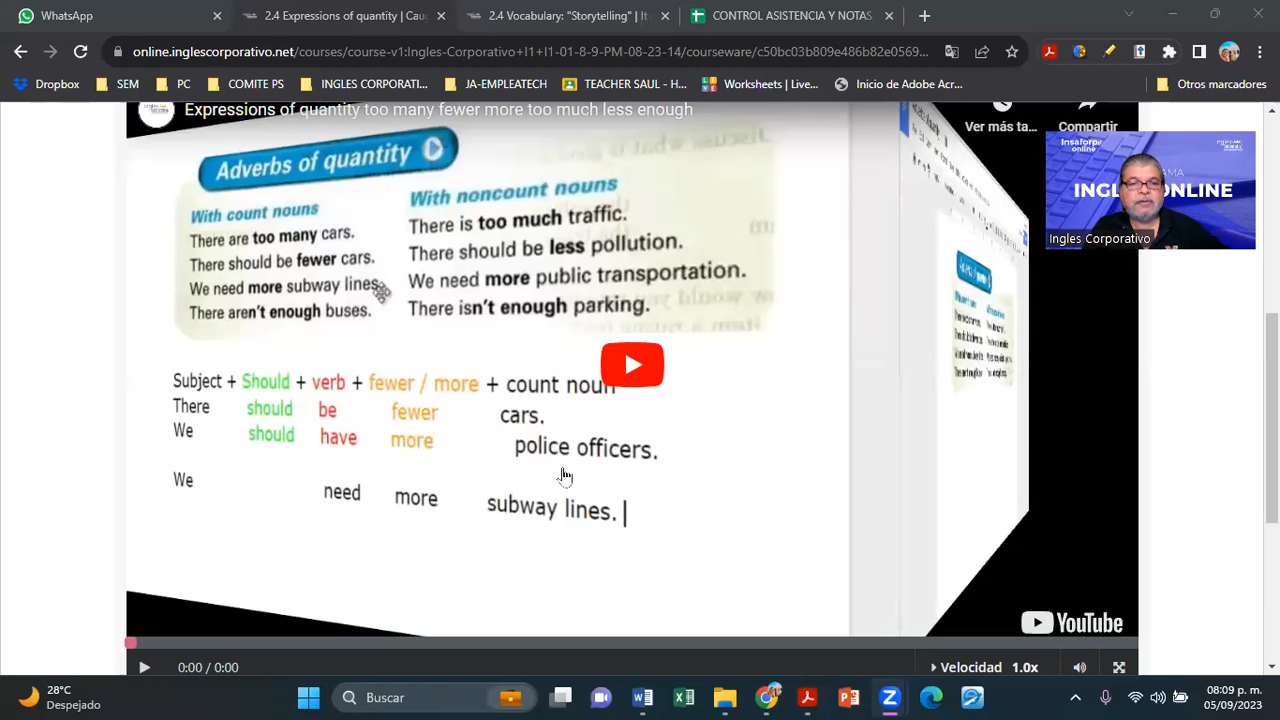 WhatsApp
2.4 Expressions of quantity | Cau
2.4 Vocabulary: "Storytelling" | It
CONTROL ASISTENCIA Y NOTAS
online.inglescorporativo.net/courses/course-v1:Ingles-Corporativo+I1+I1-01-8-9-PM-08-23-14/courseware/c50bc03b809e486b82e0569...
Dropbox
SEM
PC
COMITE PS
INGLES CORPORATI...
JA-EMPLEATECH
TEACHER SAUL - H...
Worksheets | Live...
Inicio de Adobe Acr...
Otros marcadores
Expressions of quantity too many fewer more too much less enough
Ver más ta...
Compartir
Adverbs of quantity
With count nouns
There are too many cars.
There should be fewer cars.
We need more subway lines.
There aren't enough buses.
With noncount nouns
There is too much traffic.
There should be less pollution.
We need more public transportation.
There isn't enough parking.
Insaforp
online
INGL
ONLINE
Ingles Corporativo
Subject + Should + verb + fewer / more + count noun
There should be fewer cars.
We should have more police officers.
We need more subway lines.
YouTube
0:00 / 0:00
Velocidad 1.0x
28°C
Despejado
Buscar
08:09 p. m.
05/09/2023